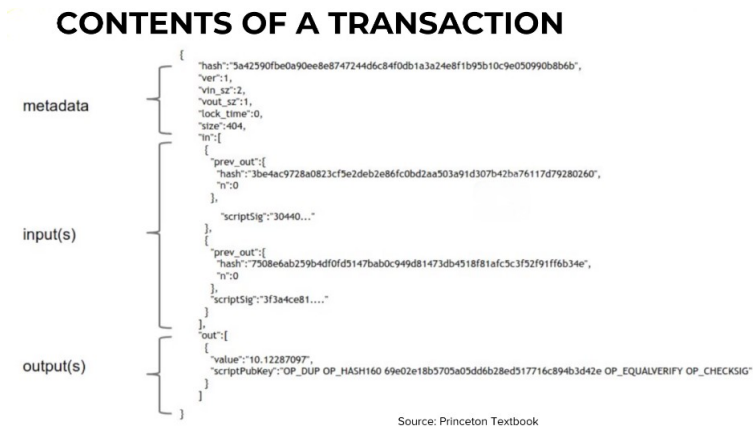 CONTENTS OF A TRANSACTION
{
"hash":"5a42590fbe0a90ee8e8747244d6c84f0db1a3a24e8f1b95b10c9e050990b8b6b",
"ver":1,
"vin_sz":2,
"vout_sz":1,
"lock_time":0,
"size":404,
metadata
"in":[
{
"prev_out":[
"hash":"3be4ac9728a0823cf5e2deb2e86fc0bd2aa503a91d307b42ba76117d79280260",
"n":0
],
"scriptSig":"30440..."
],
input(s)
{
"prev_out":[
"hash":"7508e6ab259b4df0fd5147bab0c949d81473db4518f81afc5c3f52f91ff6b34e",
"n":0
],
"scriptSig":"3f3a4ce81...."
}
],
"out":[
{
"value":"10.12287097",
output(s)
"scriptPubKey":"OP_DUP OP_HASH160 69e02e18b5705a05dd6b28ed517716c894b3d42e OP_EQUALVERIFY OP_CHECKSIG"
}
]
}
Source: Princeton Textbook